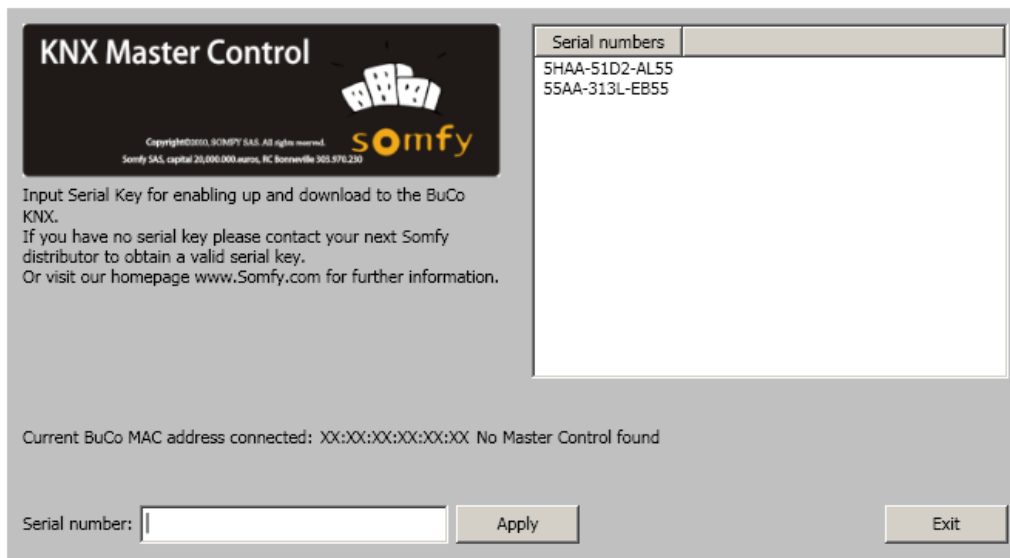 KNX Master Control
somfy
Copyright©2010, SOMFY SAS. All rights reserved.
Somfy SAS, capital 20,000.000.euros, RC Bonneville 303.970.230
Input Serial Key for enabling up and download to the BuCo
KNX.
If you have no serial key please contact your next Somfy
distributor to obtain a valid serial key.
Or visit our homepage www.Somfy.com for further information.
Serial numbers
5HAA-51D2-AL55
55AA-313L-EB55
Current BuCo MAC address connected: XX:XX:XX:XX:XX:XX No Master Control found
Serial number:
Apply
Exit